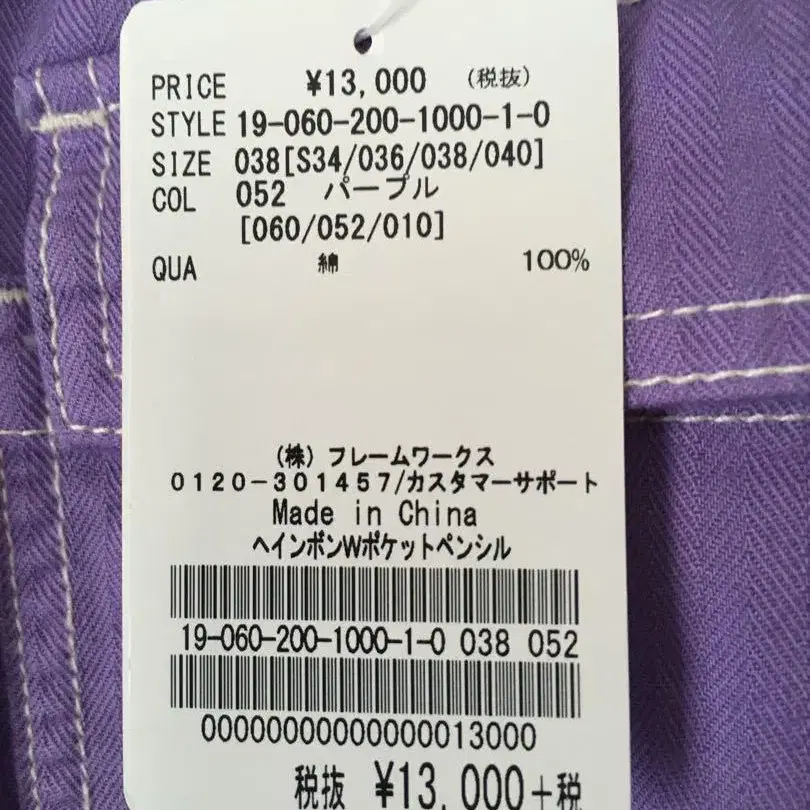 PRICE ¥13,000 (税抜)
STYLE 19-060-200-1000-1-0
SIZE 038[S34/036/038/040]
COL 052 パープル
[060/052/010]
QUA 綿 100%
(株)フレームワークス
0120-301457/カスタマーサポート
Made in China
ヘインボンWポケットペンシル
19-060-200-1000-1-0 038 052
00000000000000013000
税抜 ¥13,000+税